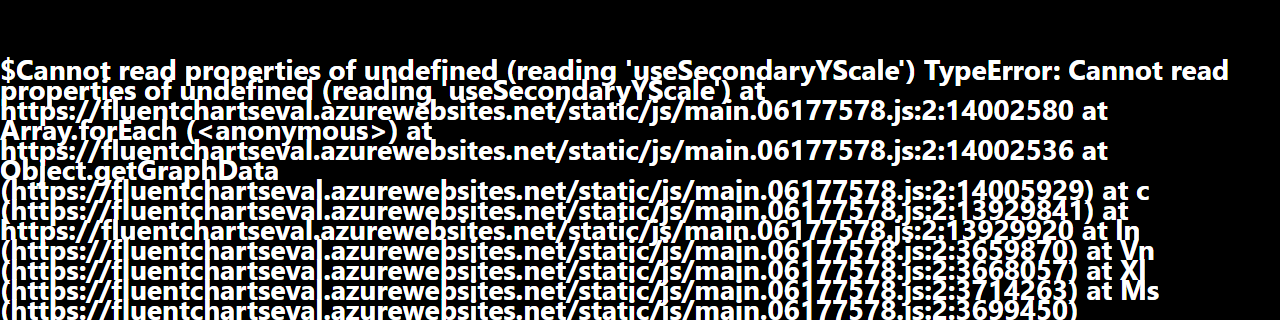 $Cannot read properties of undefined (reading 'useSecondaryYScale') TypeError: Cannot read
properties of undefined (reading 'useSecondaryYScale') at
https://fluentchartseval.azurewebsites.net/static/js/main.06177578.js:2:14002580 at
Array.forEach (<anonymous>) at
https://fluentchartseval.azurewebsites.net/static/js/main.06177578.js:2:14002536 at
Object.getGraphData
(https://fluentchartseval.azurewebsites.net/static/js/main.06177578.js:2:14005929) at c
(https://fluentchartseval.azurewebsites.net/static/js/main.06177578.js:2:13929841) at
https://fluentchartseval.azurewebsites.net/static/js/main.06177578.js:2:13929920 at ln
(https://fluentchartseval.azurewebsites.net/static/js/main.06177578.js:2:3659870) at Vn
(https://fluentchartseval.azurewebsites.net/static/js/main.06177578.js:2:3668057) at Xl
(https://fluentchartseval.azurewebsites.net/static/js/main.06177578.js:2:3714263) at Ms
(https://fluentchartseval.azurewebsites.net/static/js/main.06177578.js:2:3699450)